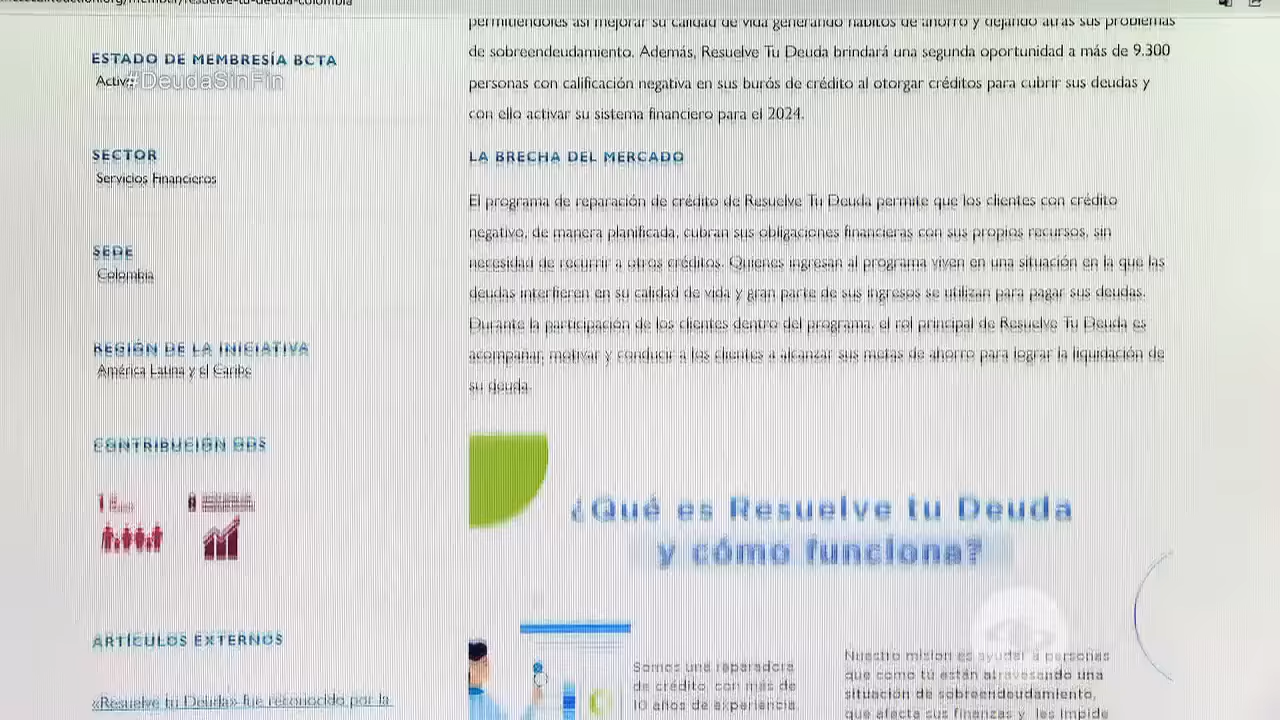 permitiéndoles así mejorar su calidad de vida generando hábitos de ahorro y dejando atrás sus problemas
de sobreendeudamiento. Además, Resuelve Tu Deuda brindará una segunda oportunidad a más de 9.300
personas con calificación negativa en sus burós de crédito al otorgar créditos para cubrir sus deudas y
con ello activar su sistema financiero para el 2024.
ESTADO DE MEMBRESÍA BCTA
#DeudaSinFin
SECTOR
Servicios Financieros
SEDE
Colombia
REGIÓN DE LA INICIATIVA
América Latina y el Caribe
CONTRIBUCIÓN ODS
ARTÍCULOS EXTERNOS
«Resuelve tu Deuda» fue reconocido por la
LA BRECHA DEL MERCADO
El programa de reparación de crédito de Resuelve Tu Deuda permite que los clientes con crédito
negativo, de manera planificada, cubran sus obligaciones financieras con sus propios recursos, sin
necesidad de recurrir a otros créditos. Quienes ingresan al programa viven en una situación en la que las
deudas interfieren en su calidad de vida y gran parte de sus ingresos se utilizan para pagar sus deudas.
Durante la participación de los clientes dentro del programa, el rol principal de Resuelve Tu Deuda es
acompañar, motivar y conducir a los clientes a alcanzar sus metas de ahorro para lograr la liquidación de
su deuda.
¿Qué es Resuelve tu Deuda
y cómo funciona?
Somos una reparadora
de crédito con más de
10 años de experiencia.
Nuestra misión es ayudar a personas
que como tú están atravesando una
situación de sobreendeudamiento,
que afecta sus finanzas y les impide